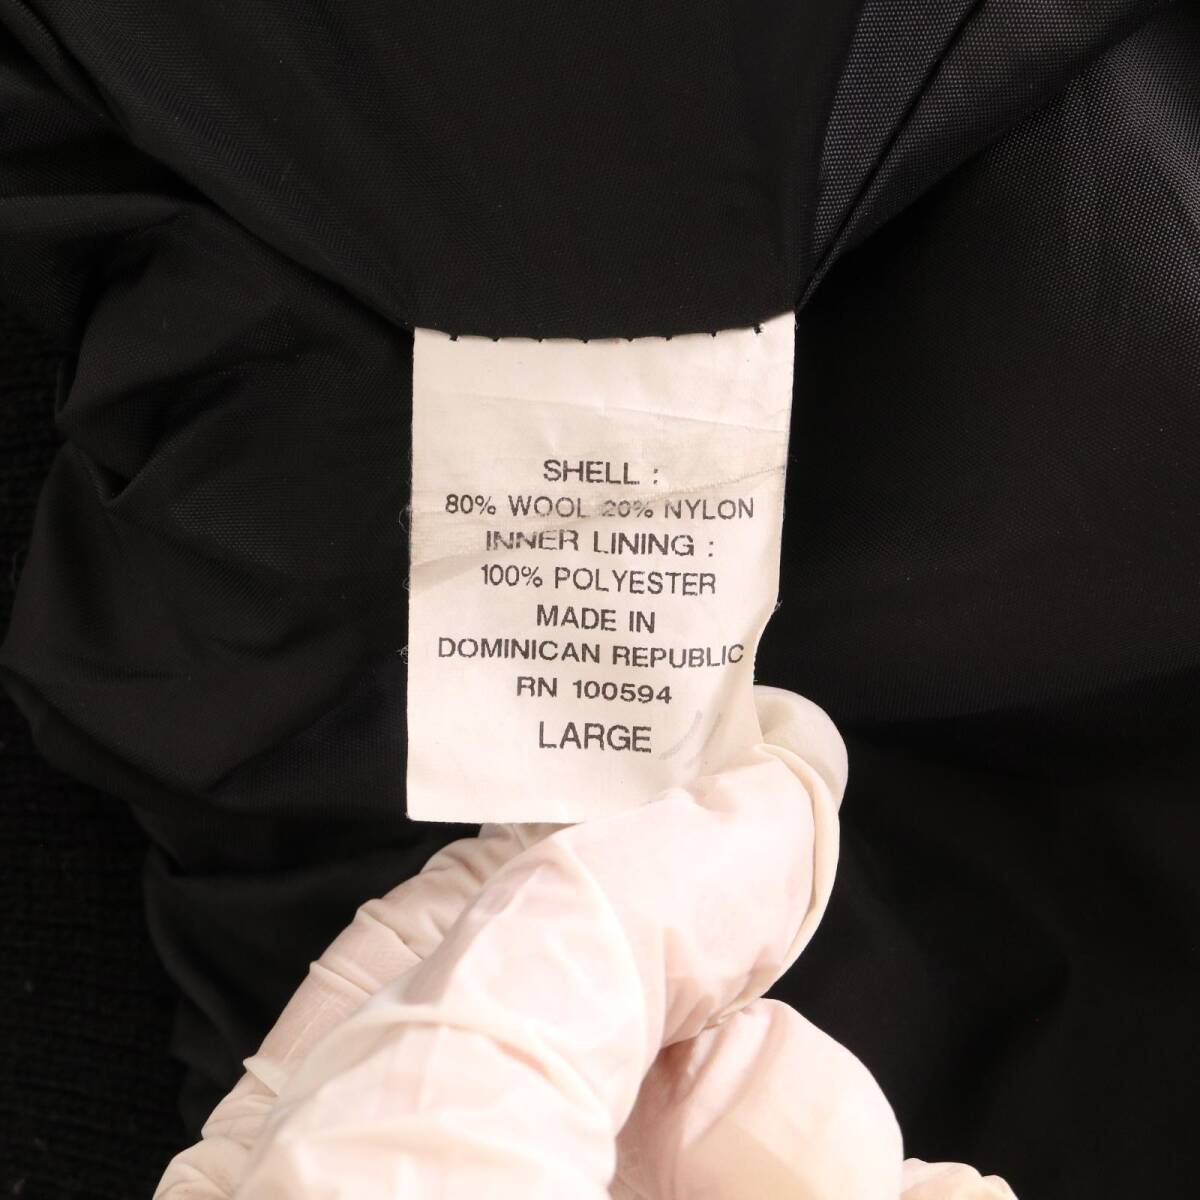 SHELL :
80% WOOL 20% NYLON
INNER LINING :
100% POLYESTER
MADE IN
DOMINICAN REPUBLIC
RN 100594
LARGE